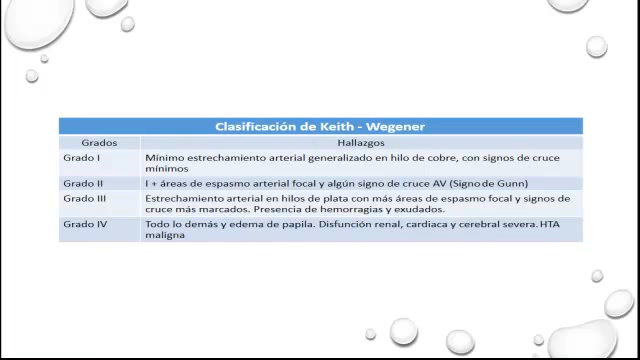 Clasificación de Keith - Wegener
Grados Hallazgos
Grado I Mínimo estrechamiento arterial generalizado en hilo de cobre, con signos de cruce
mínimos
Grado II I + áreas de espasmo arterial focal y algún signo de cruce AV (Signo de Gunn)
Grado III Estrechamiento arterial en hilos de plata con más áreas de espasmo focal y signos de
cruce más marcados. Presencia de hemorragias y exudados.
Grado IV Todo lo demás y edema de papila. Disfunción renal, cardiaca y cerebral severa. HTA
maligna